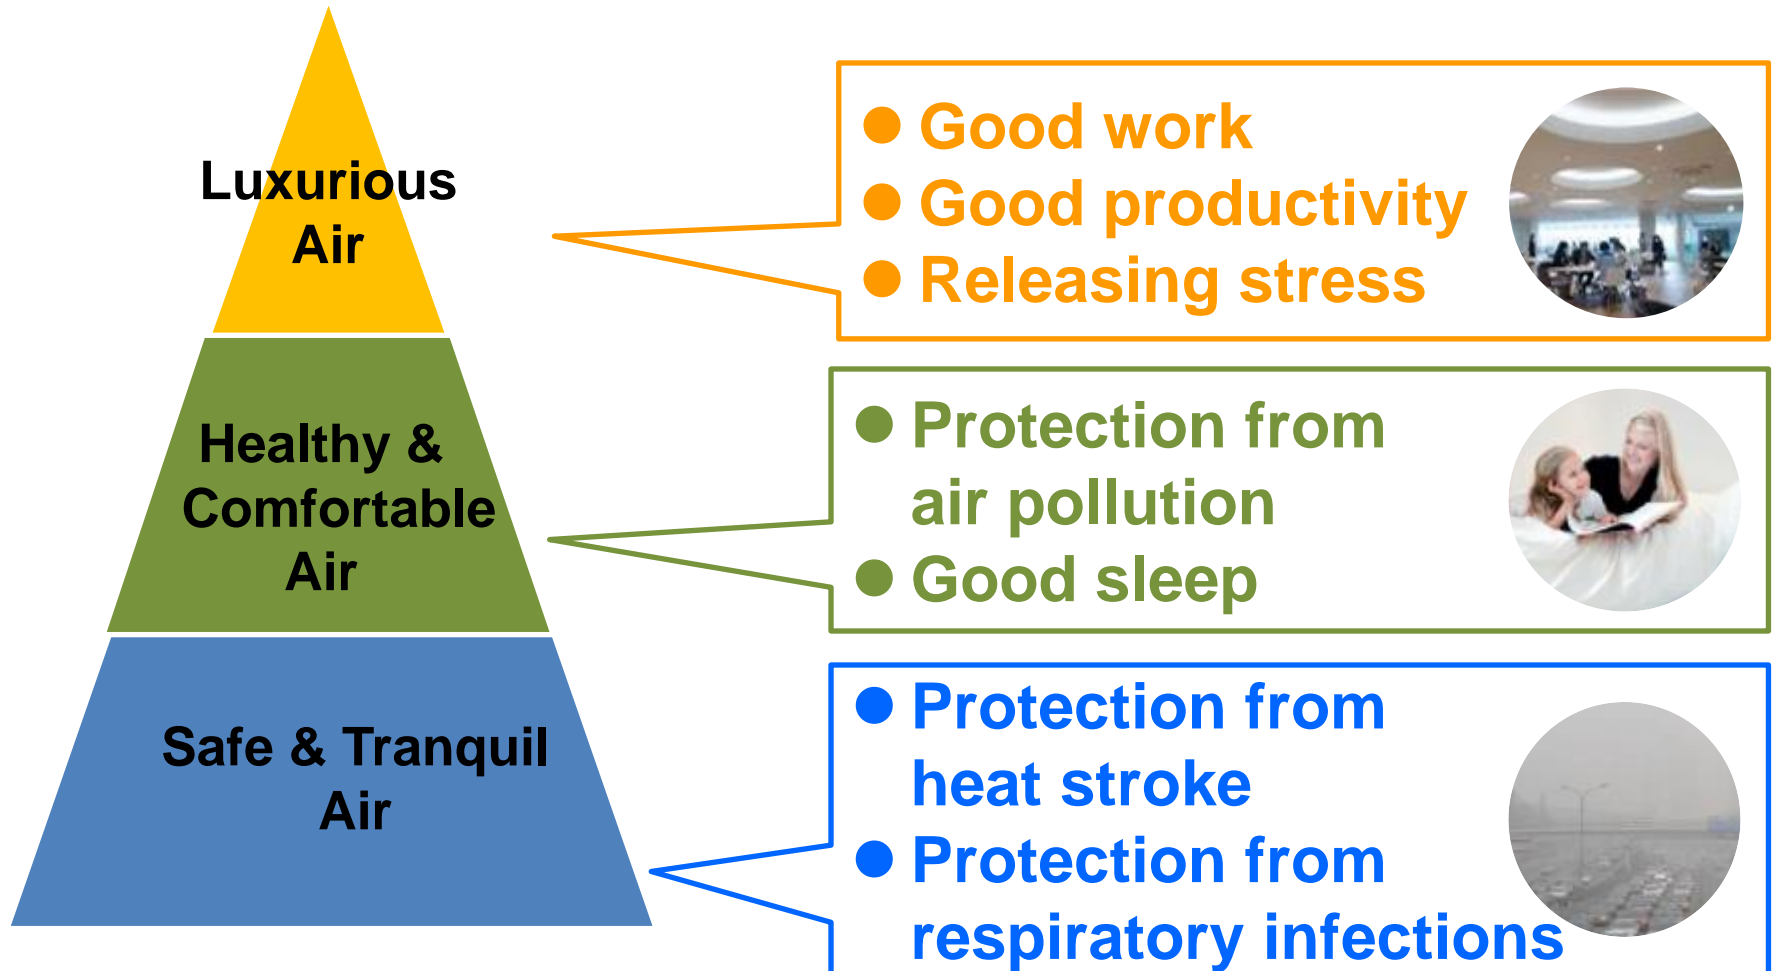 Luxurious
Air
● Good work
● Good productivity
● Releasing stress
Healthy &
Comfortable
Air
● Protection from
air pollution
● Good sleep
Safe & Tranquil
Air
● Protection from
heat stroke
● Protection from
respiratory infections